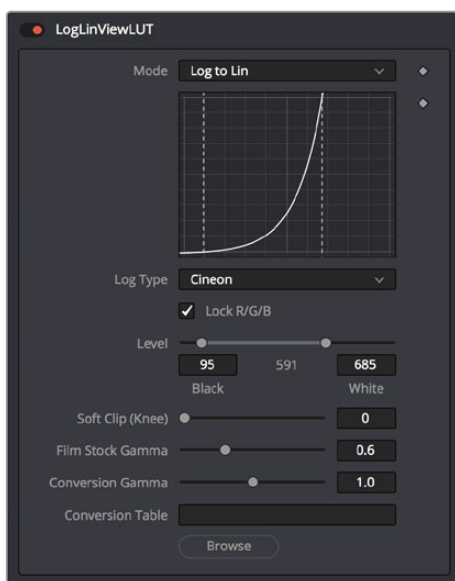 LogLinViewLUT
Mode Log to Lin
Log Type Cineon
Lock R/G/B
Level
95 591 685
Black White
Soft Clip (Knee) 0
Film Stock Gamma 0.6
Conversion Gamma 1.0
Conversion Table
Browse